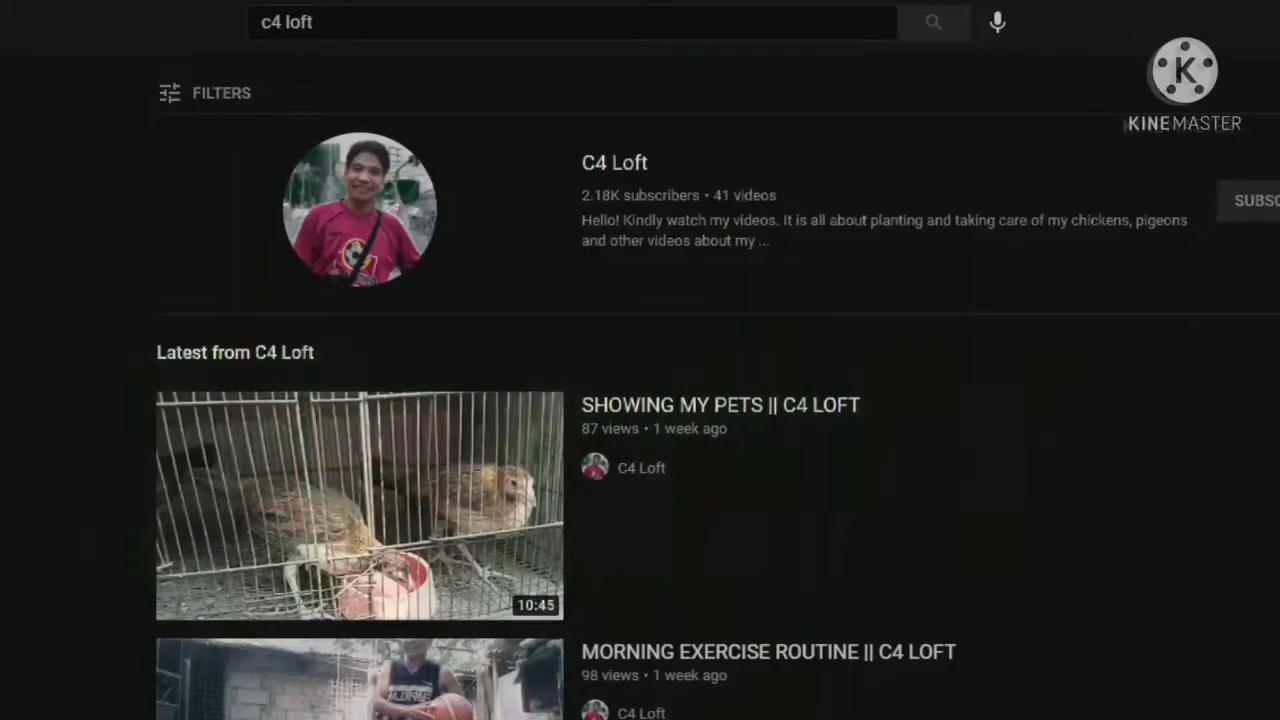 c4 loft
FILTERS
KINEMASTER
C4 Loft
2.18K subscribers • 41 videos
SUBSC
Hello! Kindly watch my videos. It is all about planting and taking care of my chickens, pigeons
and other videos about my ...
Latest from C4 Loft
SHOWING MY PETS || C4 LOFT
87 views • 1 week ago
C4 Loft
10:45
MORNING EXERCISE ROUTINE || C4 LOFT
98 views • 1 week ago
C4 Loft